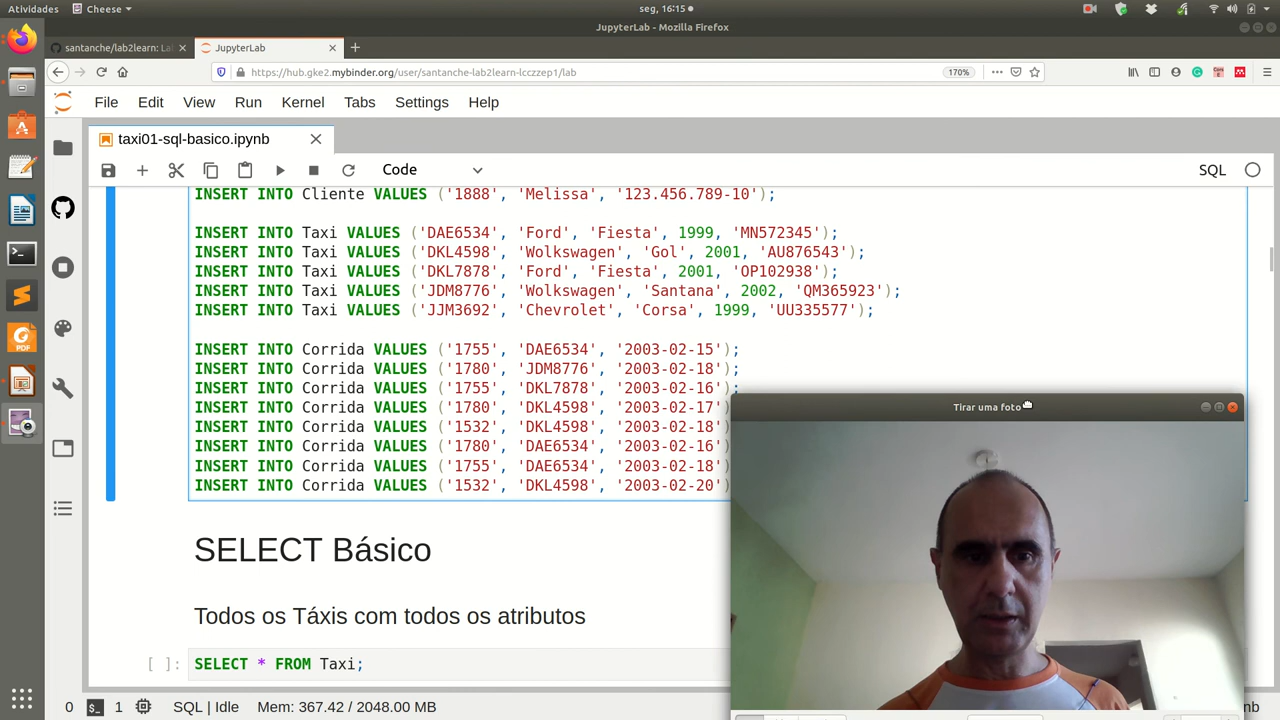 Atividades Cheese seg, 16:15
JupyterLab - Mozilla Firefox
santanche/lab2learn: La JupyterLab
https://hub.gke2.mybinder.org/user/santanche-lab2learn-lcczzep1/lab 170%
File Edit View Run Kernel Tabs Settings Help
taxi01-sql-basico.ipynb
Code SQL
INSERT INTO Cliente VALUES ('1888', 'Melissa', '123.456.789-10');
INSERT INTO Taxi VALUES ('DAE6534', 'Ford', 'Fiesta', 1999, 'MN572345');
INSERT INTO Taxi VALUES ('DKL4598', 'Wolkswagen', 'Gol', 2001, 'AU876543');
INSERT INTO Taxi VALUES ('DKL7878', 'Ford', 'Fiesta', 2001, 'OP102938');
INSERT INTO Taxi VALUES ('JDM8776', 'Wolkswagen', 'Santana', 2002, 'QM365923');
INSERT INTO Taxi VALUES ('JJM3692', 'Chevrolet', 'Corsa', 1999, 'UU335577');
INSERT INTO Corrida VALUES ('1755', 'DAE6534', '2003-02-15');
INSERT INTO Corrida VALUES ('1780', 'JDM8776', '2003-02-18');
INSERT INTO Corrida VALUES ('1755', 'DKL7878', '2003-02-16');
INSERT INTO Corrida VALUES ('1780', 'DKL4598', '2003-02-17')
INSERT INTO Corrida VALUES ('1532', 'DKL4598', '2003-02-18')
INSERT INTO Corrida VALUES ('1780', 'DAE6534', '2003-02-16')
INSERT INTO Corrida VALUES ('1755', 'DAE6534', '2003-02-18')
INSERT INTO Corrida VALUES ('1532', 'DKL4598', '2003-02-20')
Tirar uma foto
SELECT Básico
Todos os Táxis com todos os atributos
[ ]: SELECT * FROM Taxi;
0 1 SQL | Idle Mem: 367.42 / 2048.00 MB nb
PDF